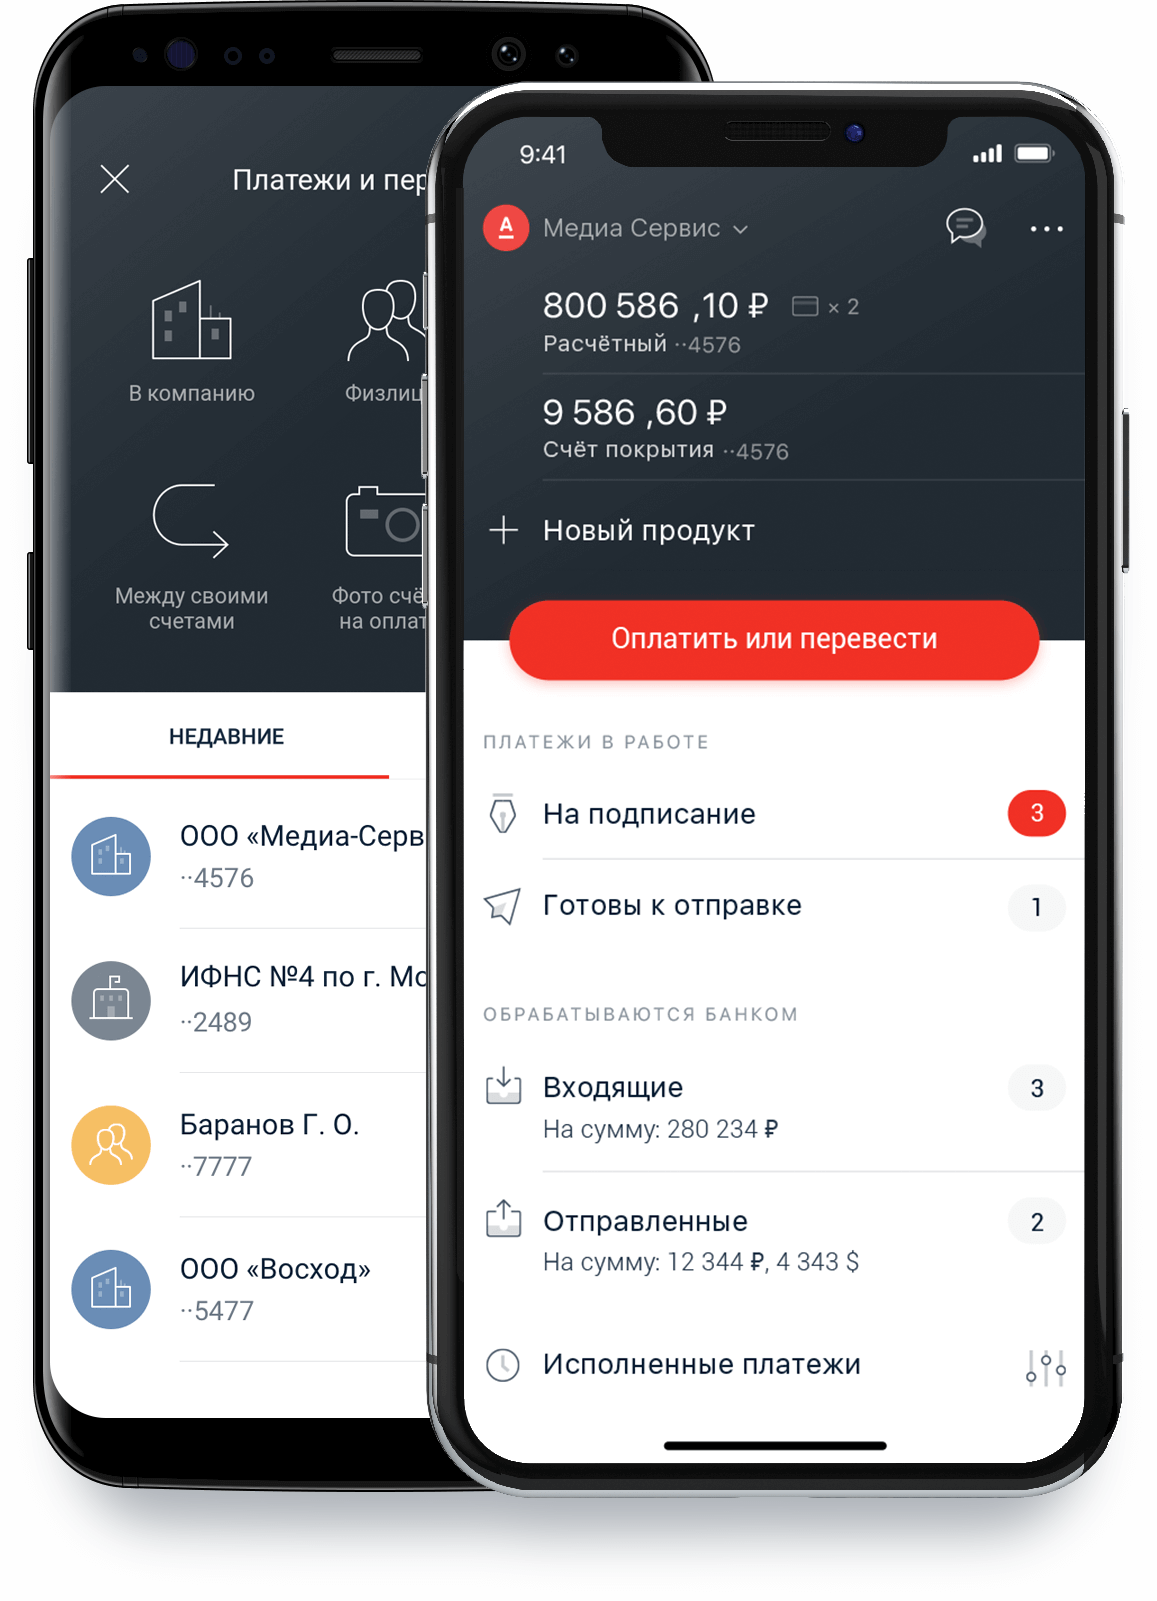 Платежи и пер
В компанию
Физлиц
Между своими
счетами
Фото счё
на оплат
НЕДАВНИЕ
ООО «Медиа-Серв
··4576
ИФНС №4 по г. Мо
··2489
Баранов Г. О.
··7777
ООО «Восход»
··5477
9:41
А
Медиа Сервис
800 586 ,10 ₽ × 2
Расчётный ··4576
9 586 ,60 ₽
Счёт покрытия ··4576
Новый продукт
Оплатить или перевести
ПЛАТЕЖИ В РАБОТЕ
На подписание 3
Готовы к отправке 1
ОБРАБАТЫВАЮТСЯ БАНКОМ
Входящие 3
На сумму: 280 234 ₽
Отправленные 2
На сумму: 12 344 ₽, 4 343 $
Исполненные платежи